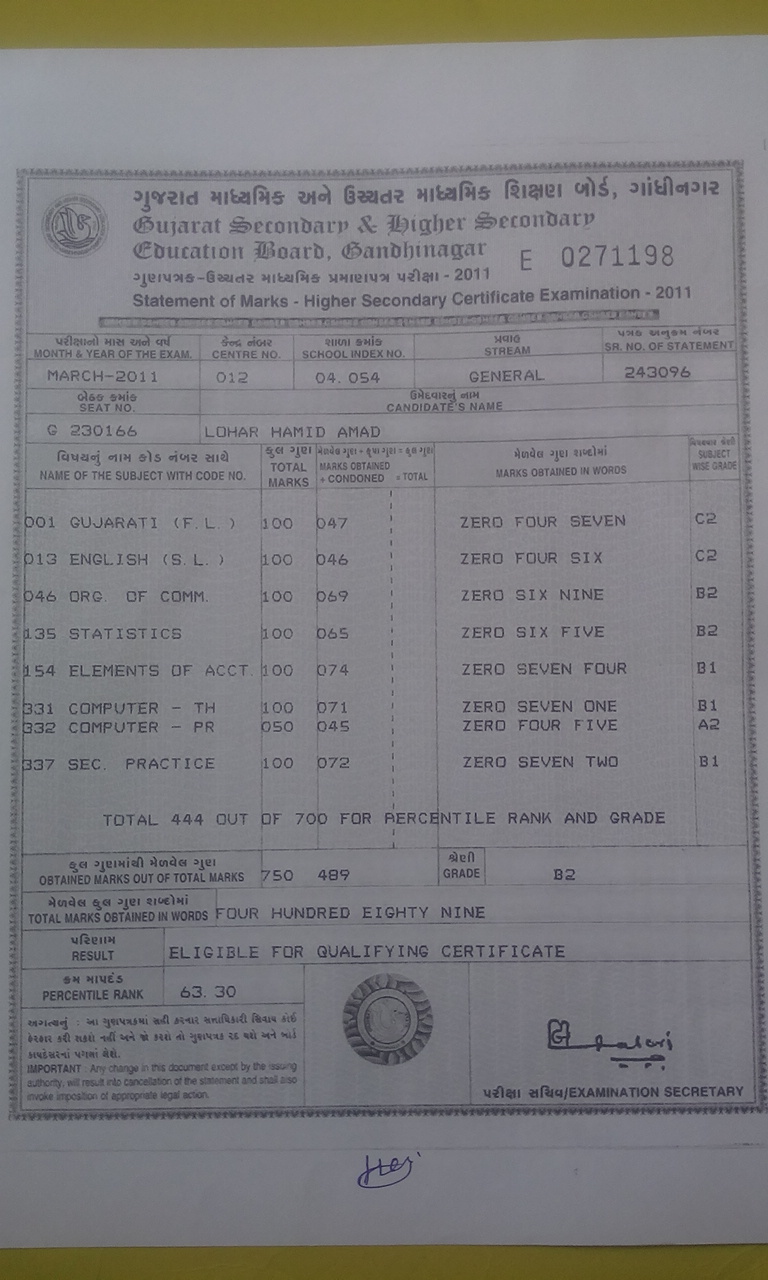 ગુજરાત માધ્યમિક અને ઉચ્ચતર માધ્યમિક શિક્ષણ બોર્ડ, ગાંધીનગર
Gujarat Secondary & Higher Secondary
Education Board, Gandhinagar
E 0271198
ગુણપત્રક-ઉચ્ચતર માધ્યમિક પ્રમાણપત્ર પરીક્ષા - 2011
Statement of Marks - Higher Secondary Certificate Examination - 2011
પરીક્ષાનો માસ અને વર્ષ કેન્દ્ર નંબર શાળા ક્રમાંક પ્રવાહ પત્રક અનુક્રમ નંબર
MONTH & YEAR OF THE EXAM. CENTRE NO. SCHOOL INDEX NO. STREAM SR. NO. OF STATEMENT
MARCH-2011 012 04. 054 GENERAL 243096
બેઠક ક્રમાંક ઉમેદવારનું નામ
SEAT NO. CANDIDATE'S NAME
G 230166 LOHAR HAMID AMAD
વિષયનું નામ કોડ નંબર સાથે કુલ ગુણ મેળવેલ ગુણ + કૃપા ગુણ = કુલ ગુણ મેળવેલ ગુણ શબ્દોમાં
NAME OF THE SUBJECT WITH CODE NO. TOTAL MARKS MARKS OBTAINED + CONDONED = TOTAL MARKS OBTAINED IN WORDS SUBJECT WISE GRADE
001 GUJARATI (F.L.) 100 047 ZERO FOUR SEVEN C2
013 ENGLISH (S.L.) 100 046 ZERO FOUR SIX C2
046 ORG. OF COMM. 100 069 ZERO SIX NINE B2
135 STATISTICS 100 065 ZERO SIX FIVE B2
154 ELEMENTS OF ACCT. 100 074 ZERO SEVEN FOUR B1
331 COMPUTER - TH 100 071 ZERO SEVEN ONE B1
332 COMPUTER - PR 050 045 ZERO FOUR FIVE A2
337 SEC. PRACTICE 100 072 ZERO SEVEN TWO B1
TOTAL 444 OUT OF 700 FOR PERCENTILE RANK AND GRADE
કુલ ગુણમાંથી મેળવેલ ગુણ શ્રેણી
OBTAINED MARKS OUT OF TOTAL MARKS 750 489 GRADE B2
મેળવેલ કુલ ગુણ શબ્દોમાં
TOTAL MARKS OBTAINED IN WORDS FOUR HUNDRED EIGHTY NINE
પરિણામ
RESULT ELIGIBLE FOR QUALIFYING CERTIFICATE
ક્રમ માપદંડ
PERCENTILE RANK 63. 30
અગત્યનું : આ ગુણપત્રકમાં સહી કરનાર સત્તાધિકારી સિવાય કોઈ
ફેરફાર કરી શકશે નહીં અને જો કરશે તો ગુણપત્રક રદ થશે અને બોર્ડ
કાયદેસરનાં પગલાં લેશે.
IMPORTANT : Any change in this document except by the issuing
authority, will result into cancellation of the statement and shall also
invoke imposition of appropriate legal action.
પરીક્ષા સચિવ/EXAMINATION SECRETARY